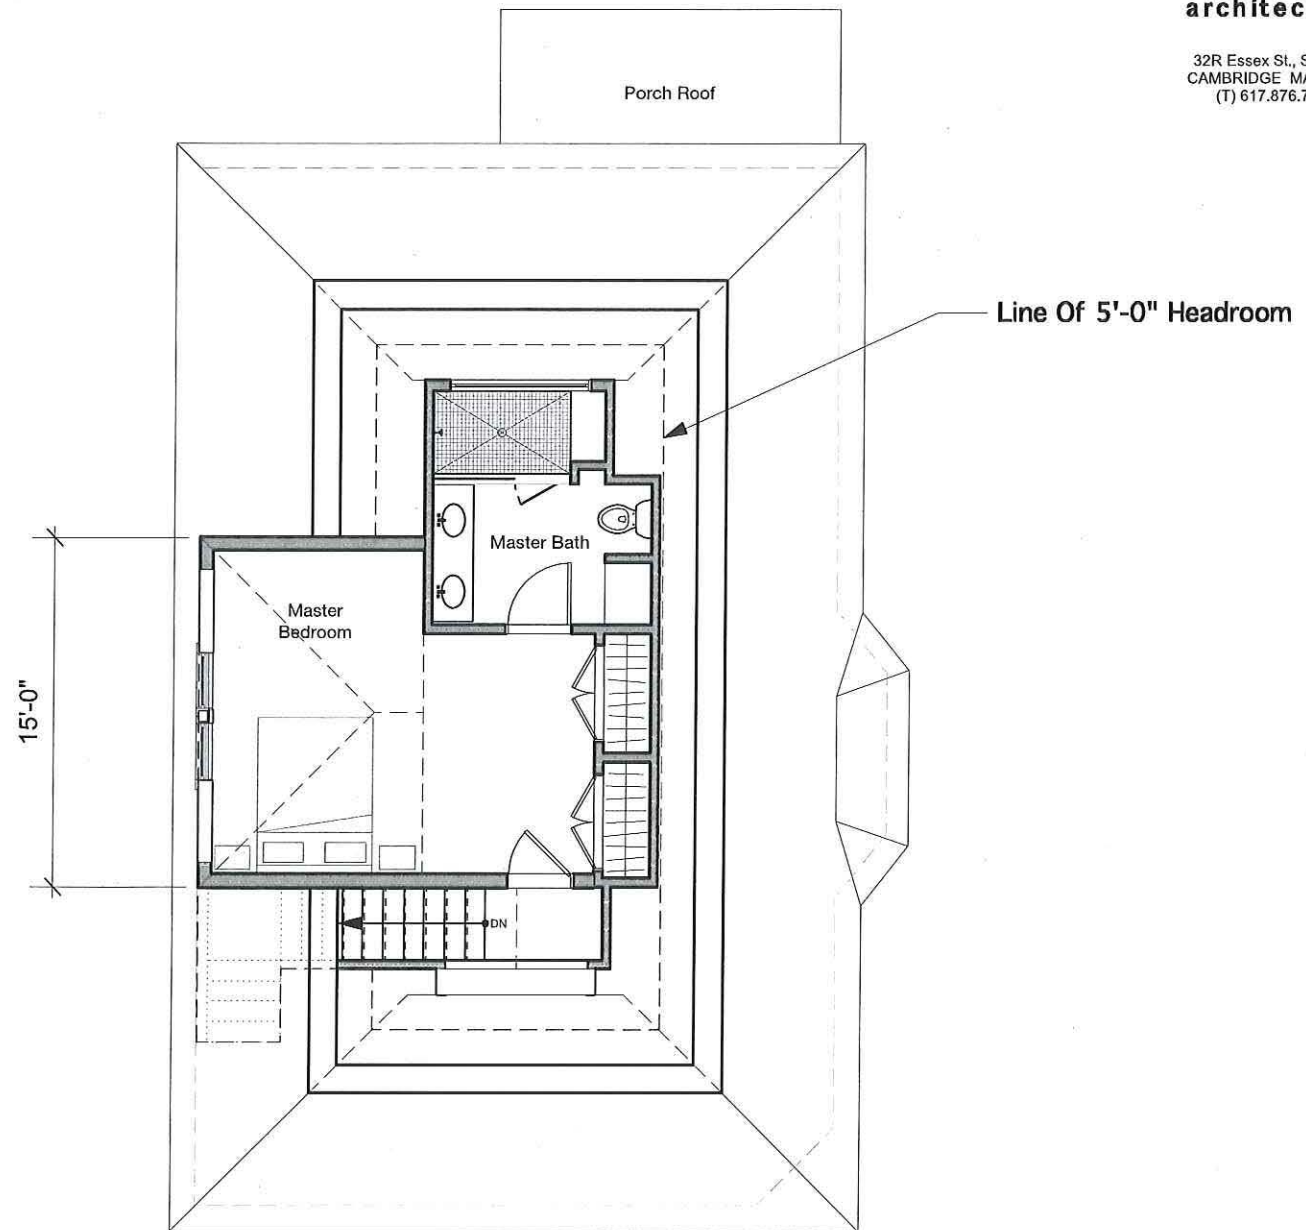 architec
32R Essex St., S
CAMBRIDGE MA
(T) 617.876.7
Porch Roof
Line Of 5'-0" Headroom
Master Bath
Master
Bedroom
15'-0"
DN